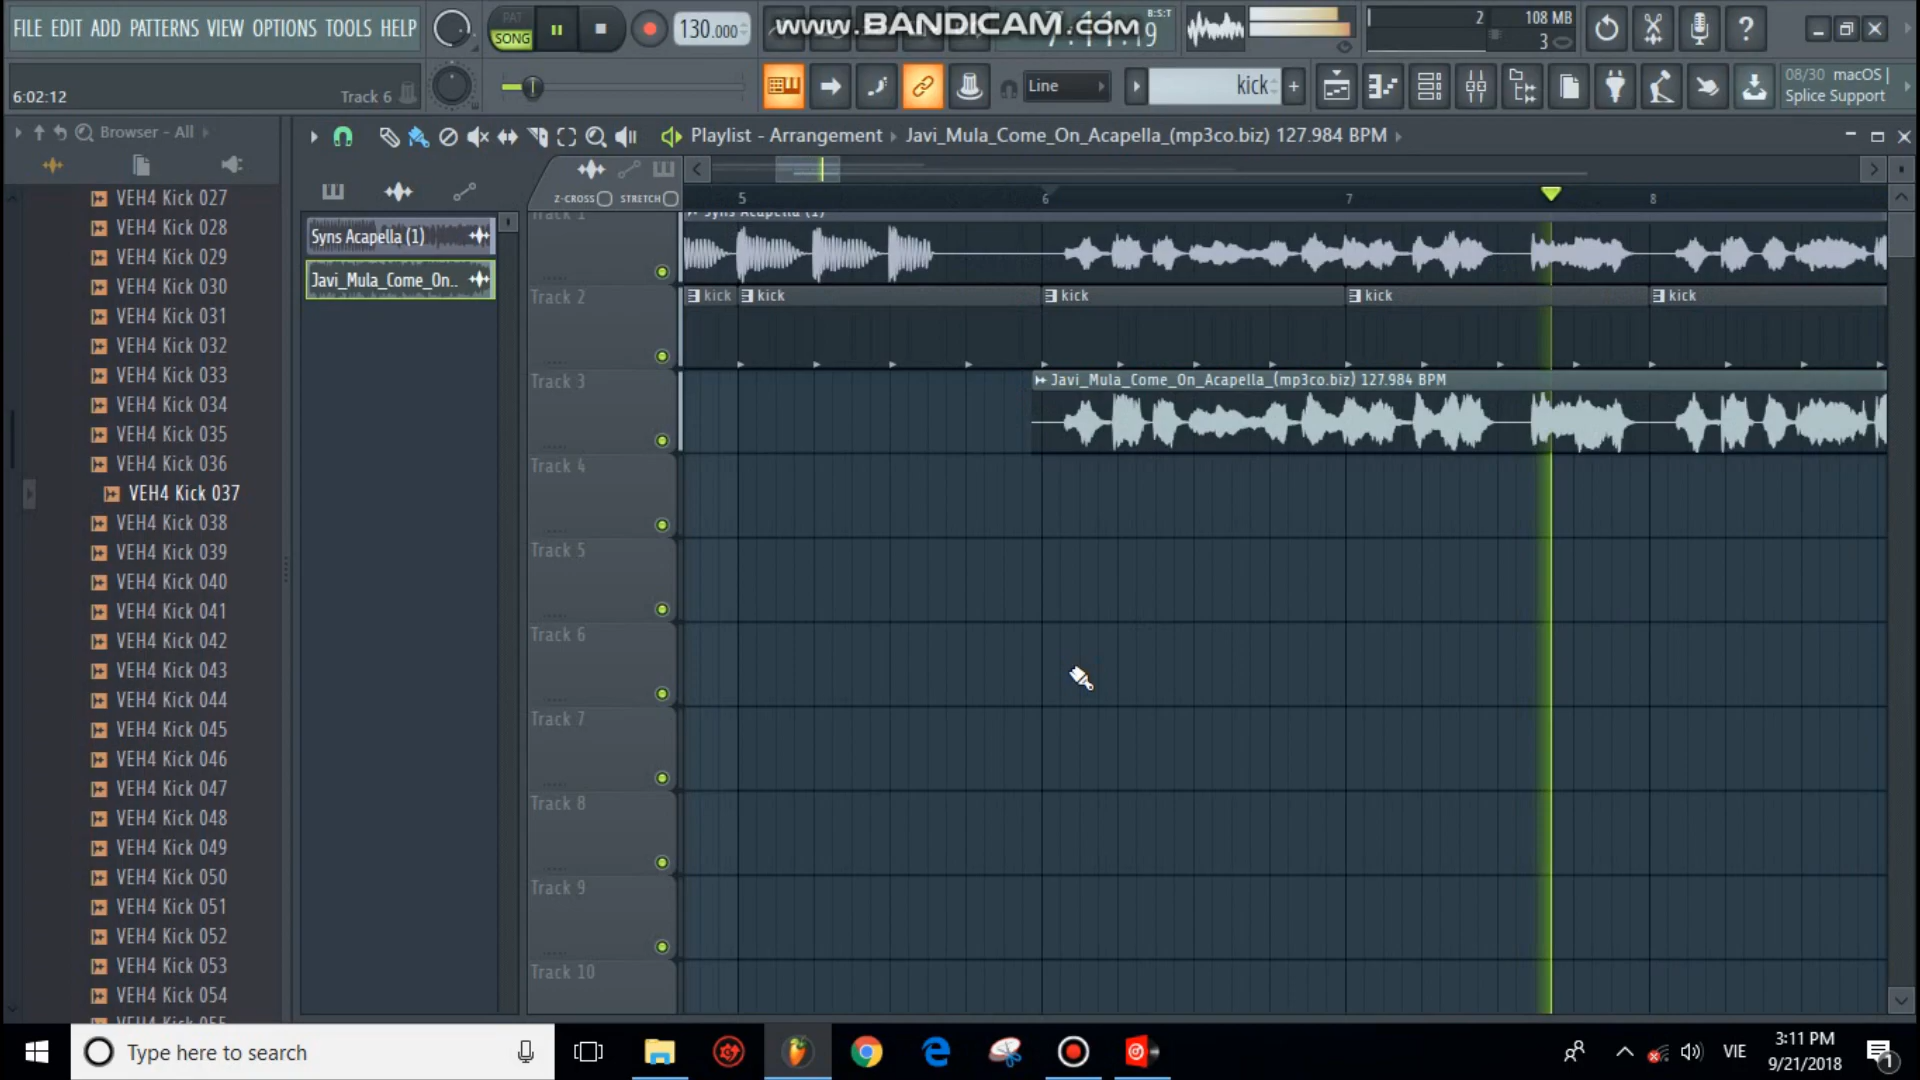 FILE EDIT ADD PATTERNS VIEW OPTIONS TOOLS HELP
PAT
SONG
130.000
www.BANDICAM.com
7:11:19
B:S:T
2
108 MB
3
6:02:12
Track 6
Line
kick
08/30 macOS |
Splice Support
Browser - All
Playlist - Arrangement
Javi_Mula_Come_On_Acapella_(mp3co.biz) 127.984 BPM
Z-CROSS
STRETCH
5
6
7
8
Syns Acapella (1)
Javi_Mula_Come_On..
Track 1
Syns Acapella (1)
Track 2
kick
kick
kick
kick
kick
Track 3
Javi_Mula_Come_On_Acapella_(mp3co.biz) 127.984 BPM
Track 4
Track 5
Track 6
Track 7
Track 8
Track 9
Track 10
VEH4 Kick 027
VEH4 Kick 028
VEH4 Kick 029
VEH4 Kick 030
VEH4 Kick 031
VEH4 Kick 032
VEH4 Kick 033
VEH4 Kick 034
VEH4 Kick 035
VEH4 Kick 036
VEH4 Kick 037
VEH4 Kick 038
VEH4 Kick 039
VEH4 Kick 040
VEH4 Kick 041
VEH4 Kick 042
VEH4 Kick 043
VEH4 Kick 044
VEH4 Kick 045
VEH4 Kick 046
VEH4 Kick 047
VEH4 Kick 048
VEH4 Kick 049
VEH4 Kick 050
VEH4 Kick 051
VEH4 Kick 052
VEH4 Kick 053
VEH4 Kick 054
VEH4 Kick 055
Type here to search
VIE
3:11 PM
9/21/2018
1